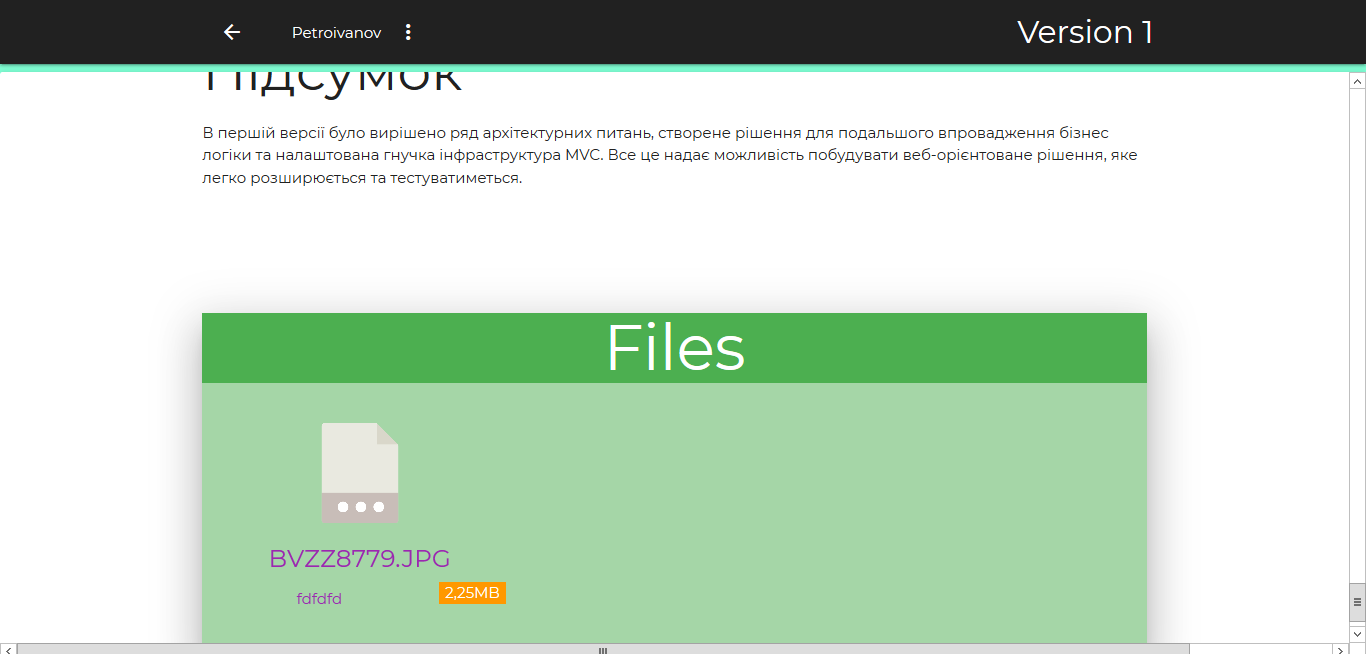 Petroivanov
Version 1
Підсумок
В першій версії було вирішено ряд архітектурних питань, створене рішення для подальшого впровадження бізнес
логіки та налаштована гнучка інфраструктура MVC. Все це надає можливість побудувати веб-орієнтоване рішення, яке
легко розширюється та тестуватиметься.
Files
BVZZ8779.JPG
fdfdfd
2,25MB